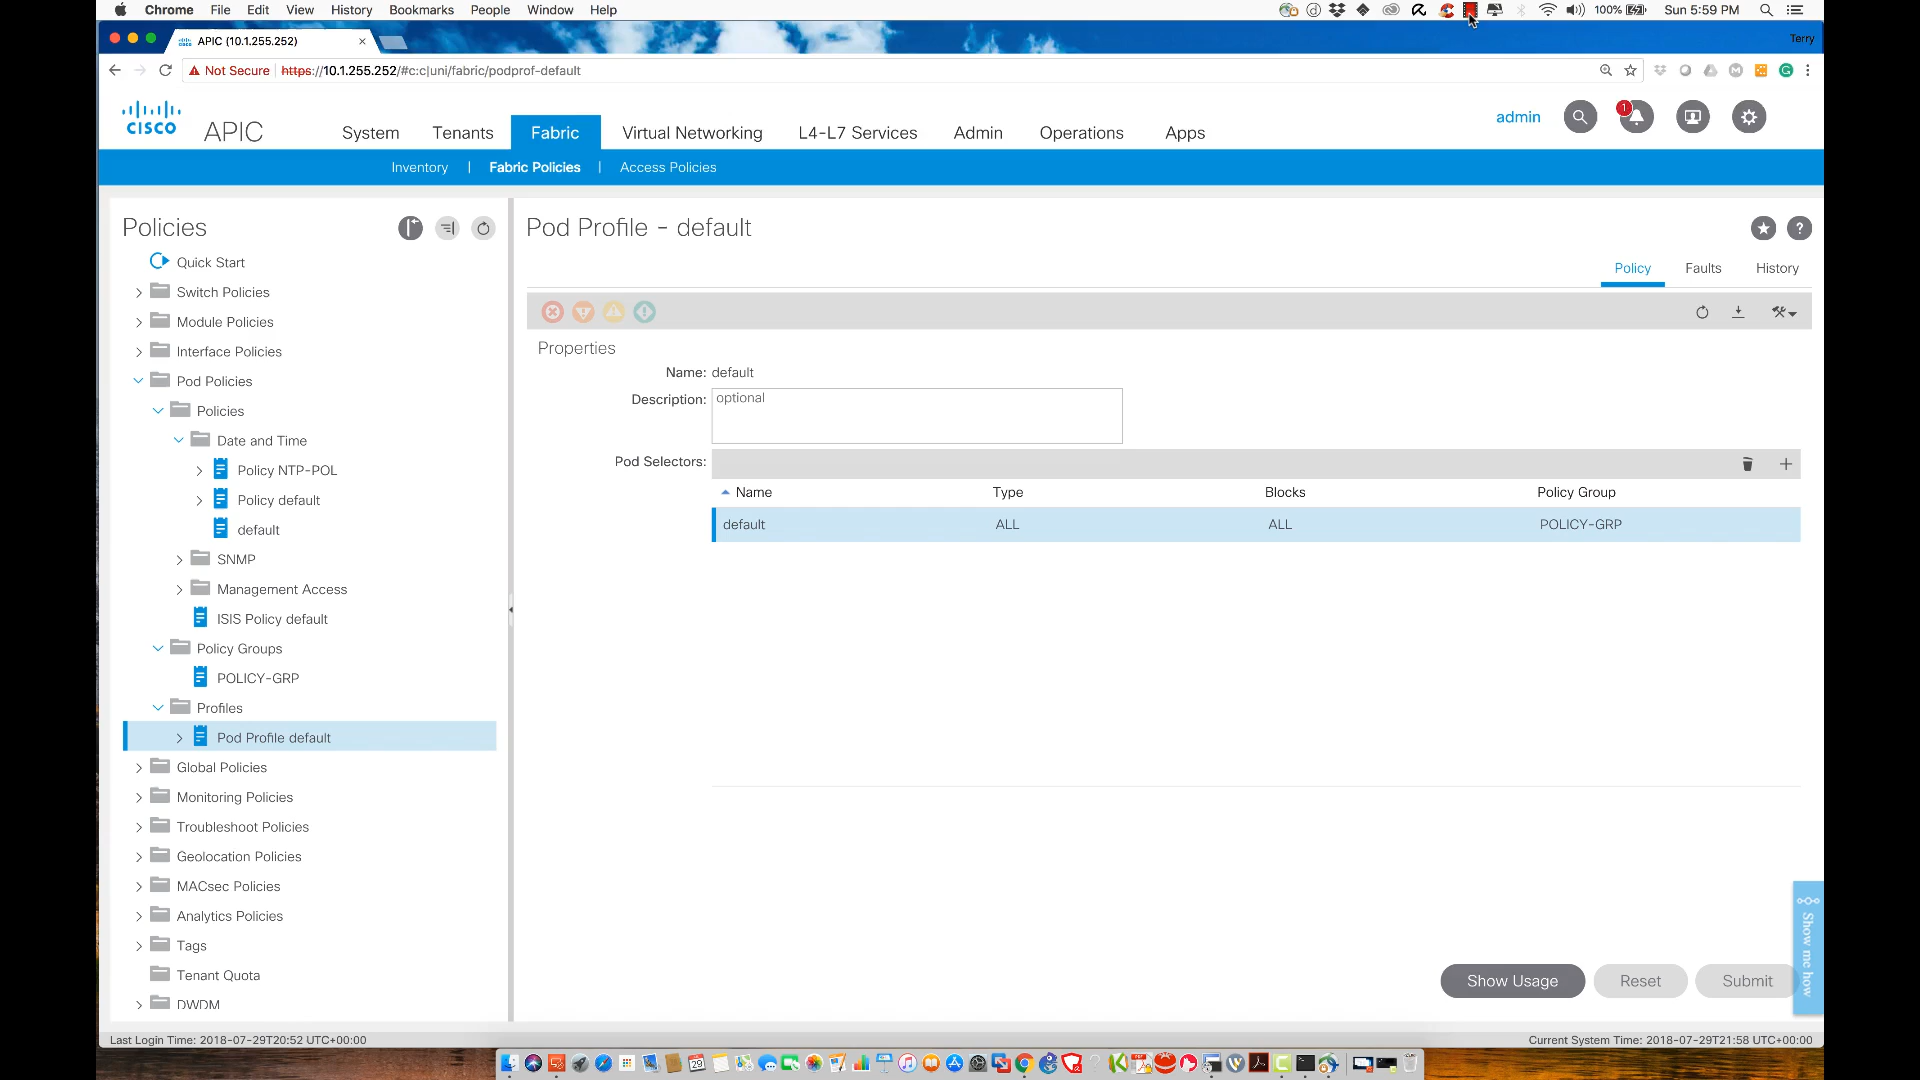 Chrome File Edit View History Bookmarks People Window Help 100% Sun 5:59 PM
APIC (10.1.255.252) Terry
Not Secure https://10.1.255.252/#c:c|uni/fabric/podprof-default
CISCO APIC System Tenants Fabric Virtual Networking L4-L7 Services Admin Operations Apps admin 1
Inventory | Fabric Policies | Access Policies
Policies
Quick Start
Switch Policies
Module Policies
Interface Policies
Pod Policies
Policies
Date and Time
Policy NTP-POL
Policy default
default
SNMP
Management Access
ISIS Policy default
Policy Groups
POLICY-GRP
Profiles
Pod Profile default
Global Policies
Monitoring Policies
Troubleshoot Policies
Geolocation Policies
MACsec Policies
Analytics Policies
Tags
Tenant Quota
DWDM
Pod Profile - default
Policy Faults History
Properties
Name: default
Description: optional
Pod Selectors:
Name Type Blocks Policy Group
default ALL ALL POLICY-GRP
Show me how
Show Usage Reset Submit
Last Login Time: 2018-07-29T20:52 UTC+00:00
Current System Time: 2018-07-29T21:58 UTC+00:00